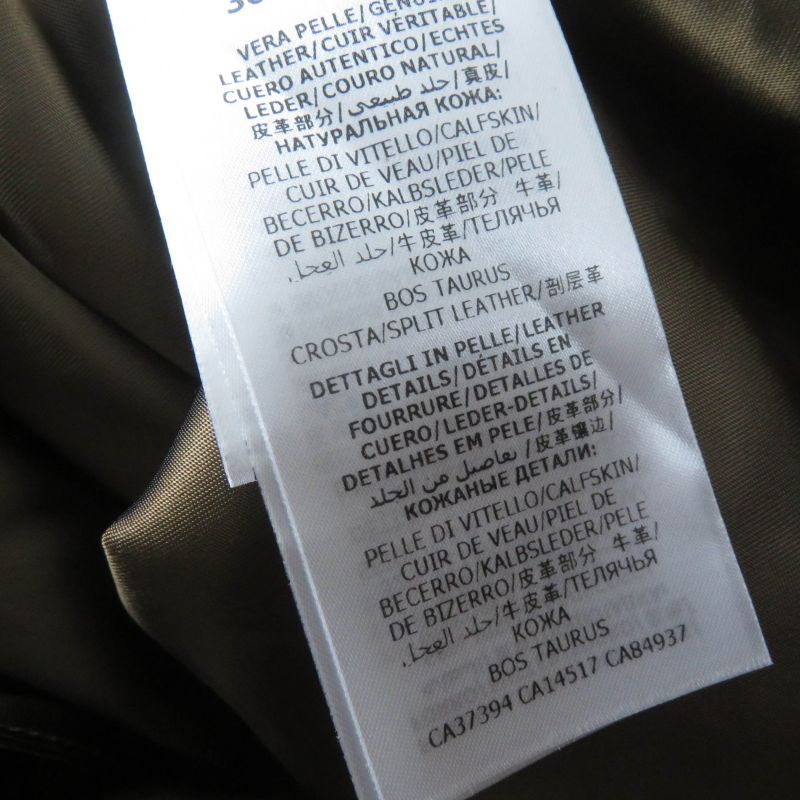 VERA PELLE/GENUI
LEATHER/CUIR VÉRITABLE/
CUERO AUTENTICO/ECHTES
LEDER/COURO NATURAL/
皮革部分/جلد طبيعي/真皮/
НАТУРАЛЬНАЯ КОЖА:
PELLE DI VITELLO/CALFSKIN/
CUIR DE VEAU/PIEL DE
BECERRO/KALBSLEDER/PELE
DE BIZERRO/皮革部分 牛革/
جلد العجل./牛皮革/ТЕЛЯЧЬЯ
КОЖА
BOS TAURUS
CROSTA/SPLIT LEATHER/剖层革
DETTAGLI IN PELLE/LEATHER
DETAILS/DÉTAILS EN
FOURRURE/DETALLES DE
CUERO/LEDER-DETAILS/
DETALHES EM PELE/皮革部分/
تفاصيل من الجلد/皮革镶边/
КОЖАНЫЕ ДЕТАЛИ:
PELLE DI VITELLO/CALFSKIN/
CUIR DE VEAU/PIEL DE
BECERRO/KALBSLEDER/PELE
DE BIZERRO/皮革部分 牛革/
جلد العجل./牛皮革/ТЕЛЯЧЬЯ
КОЖА
BOS TAURUS
CA37394 CA14517 CA84937